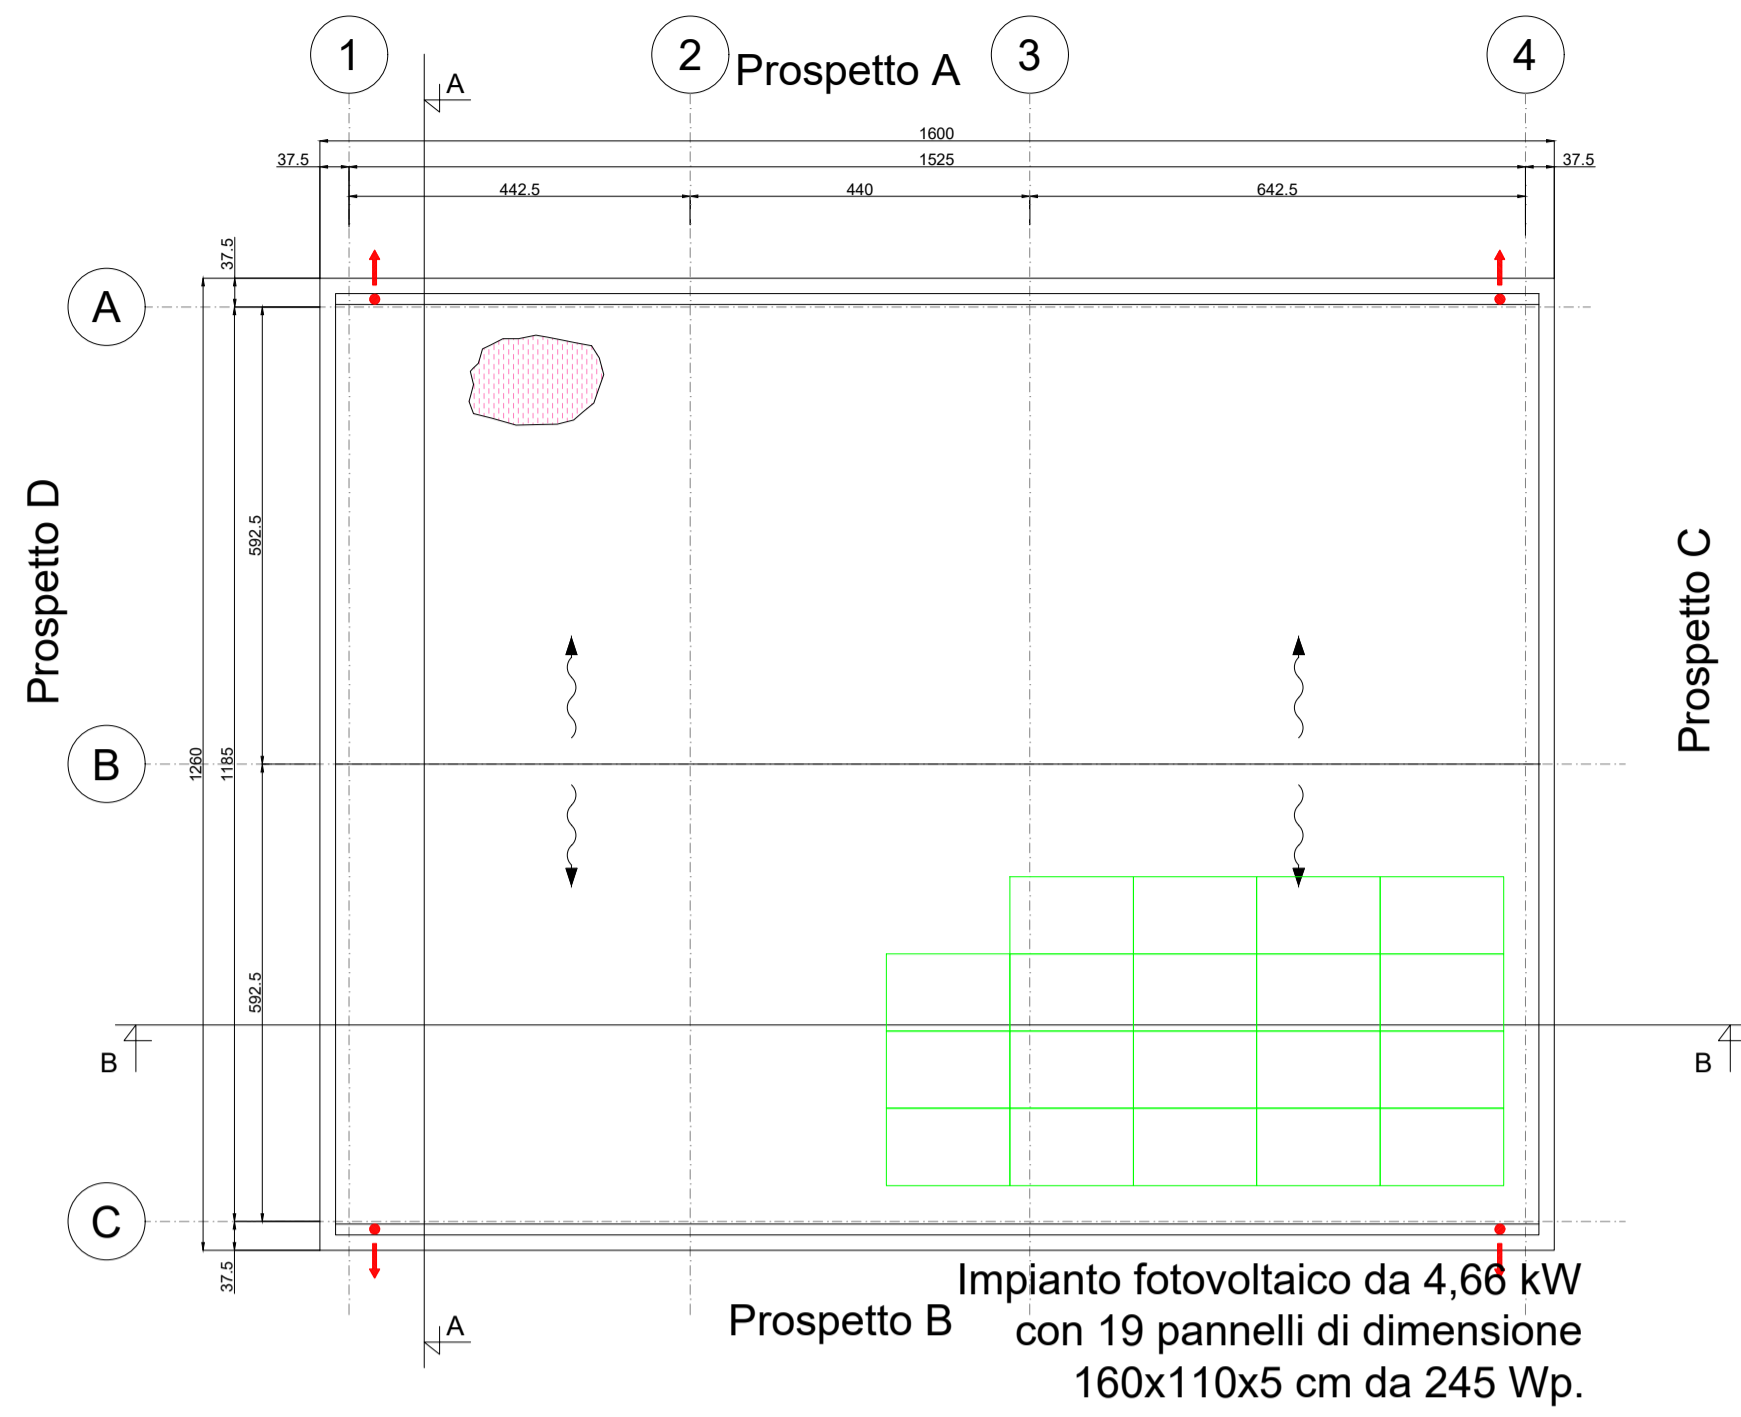 1
2
3
4
Prospetto A
A
1600
37.5
1525
37.5
442.5
440
642.5
37.5
A
Prospetto D
592.5
Prospetto C
B
1260
1185
592.5
B
B
C
37.5
Impianto fotovoltaico da 4,66 kW
con 19 pannelli di dimensione
160x110x5 cm da 245 Wp.
Prospetto B
A